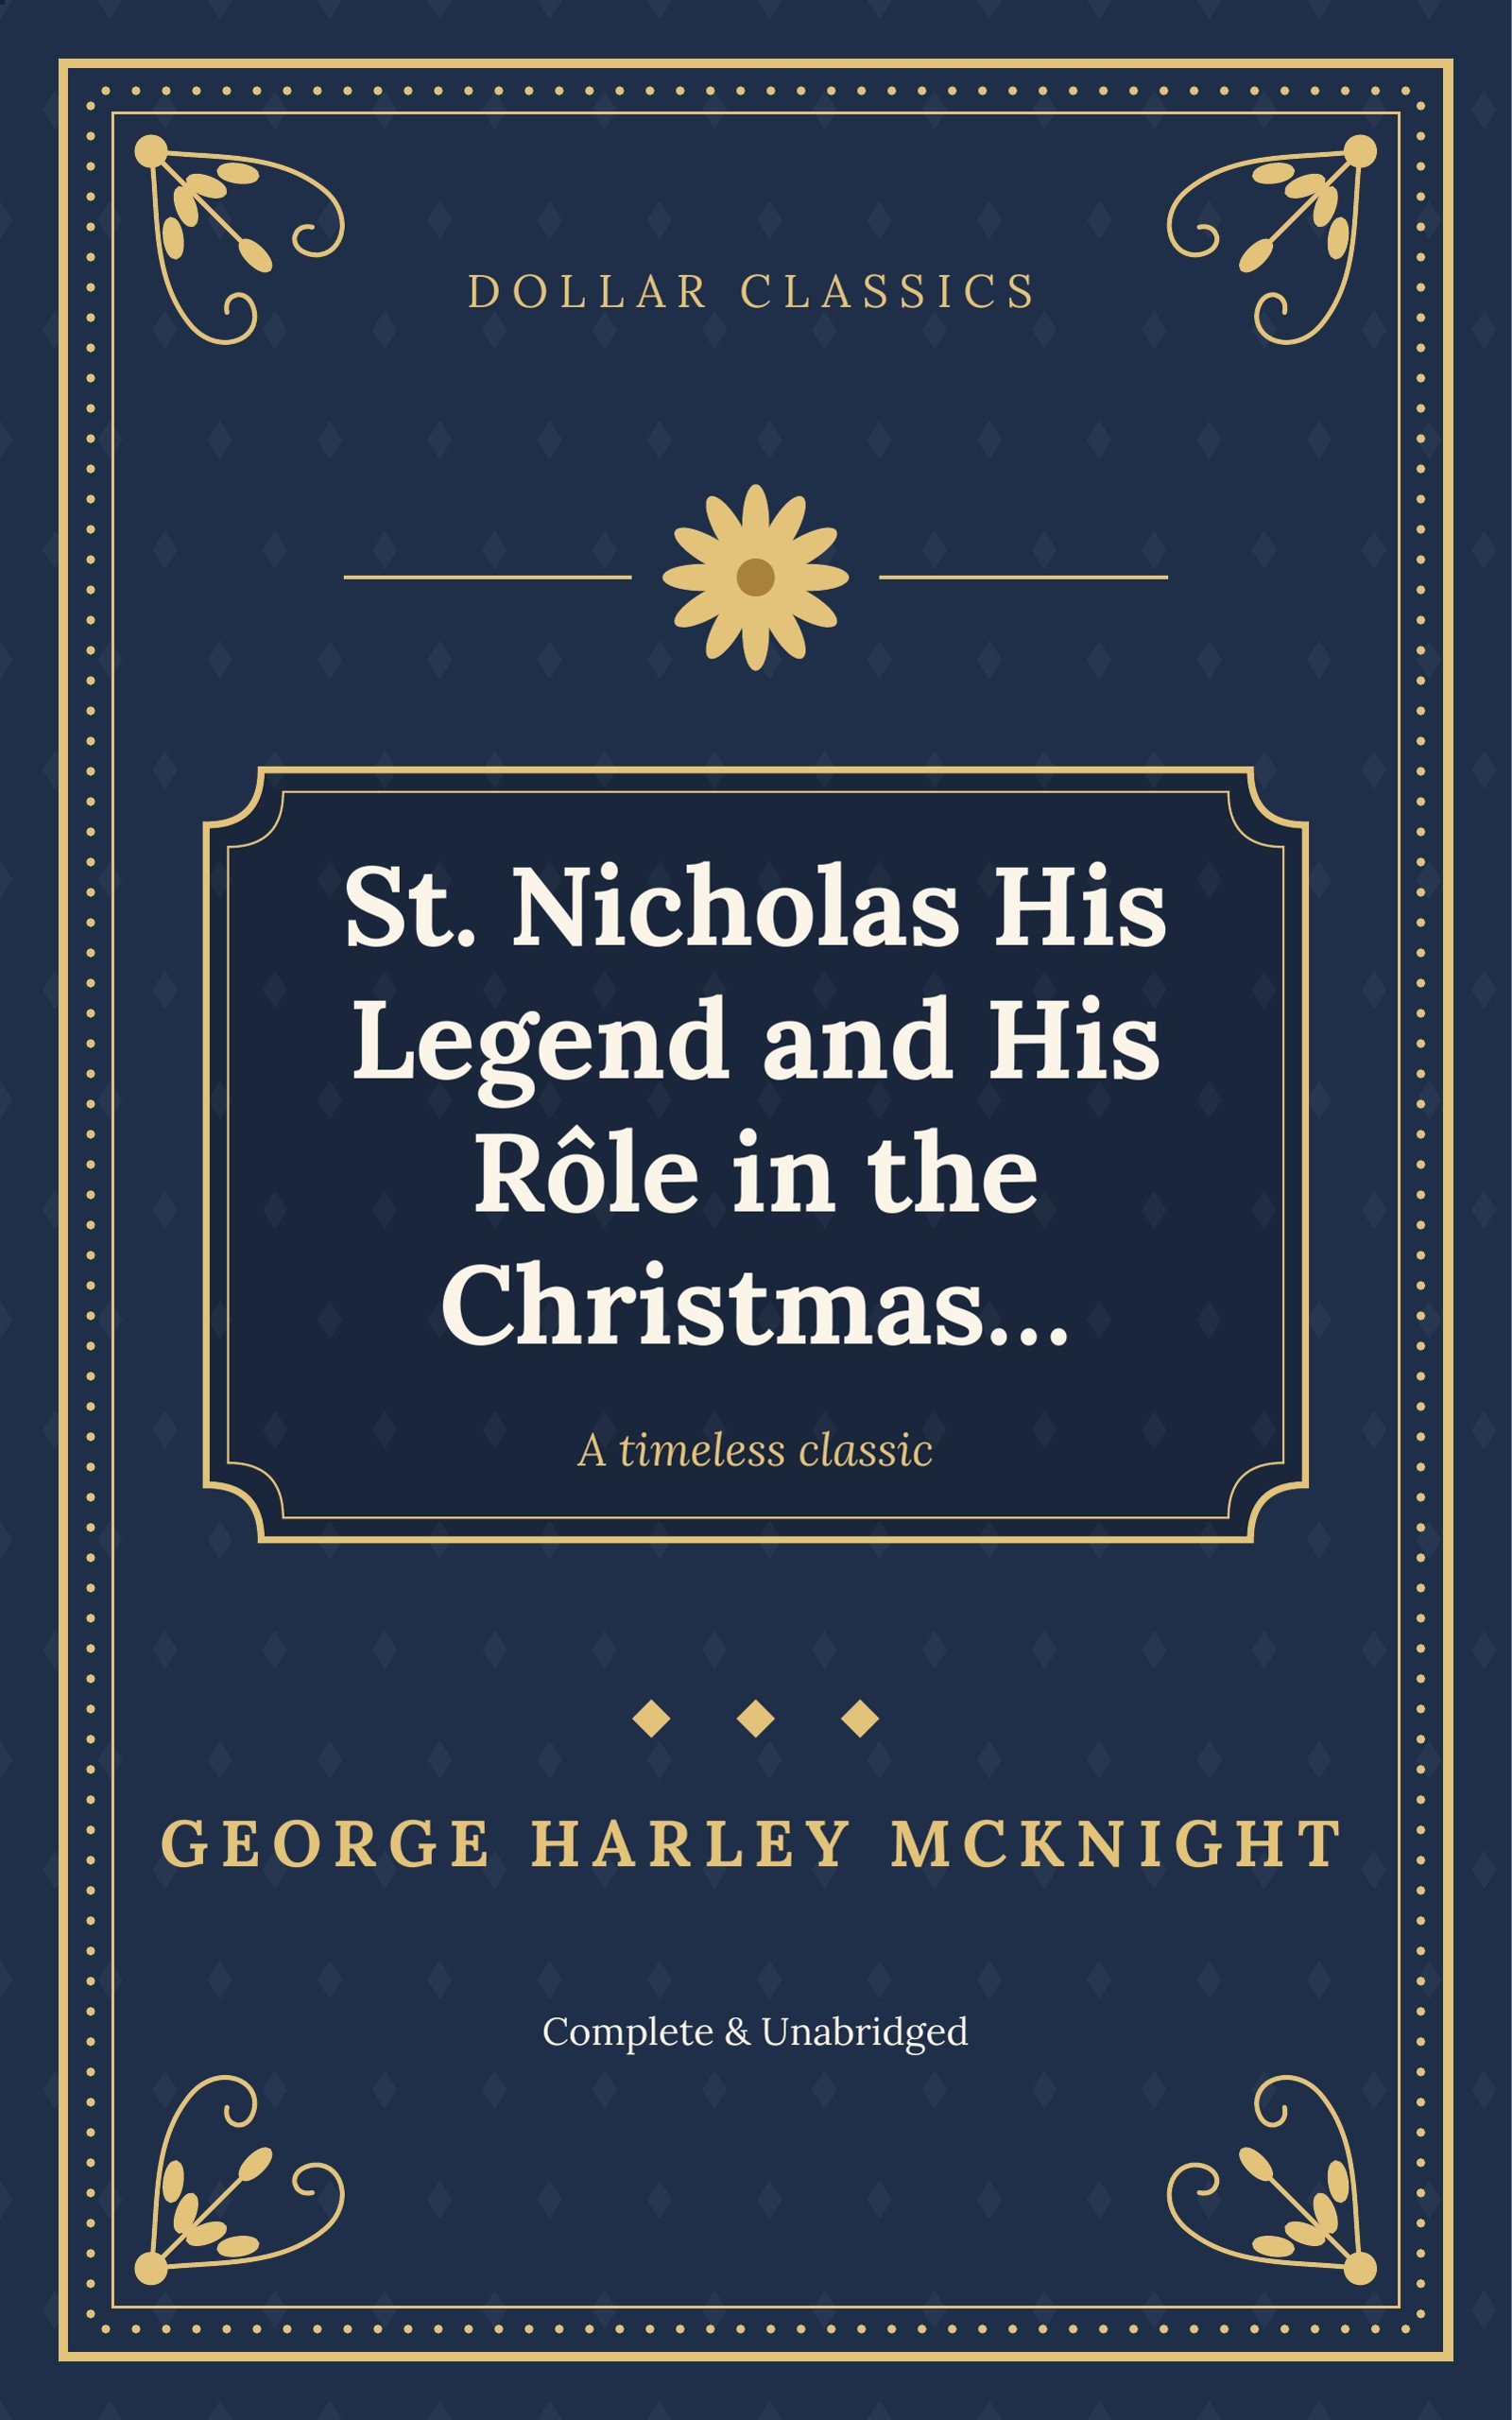 DOLLAR CLASSICS
St. Nicholas His
Legend and His
Rôle in the
Christmas...
A timeless classic
GEORGE HARLEY MCKNIGHT
Complete & Unabridged